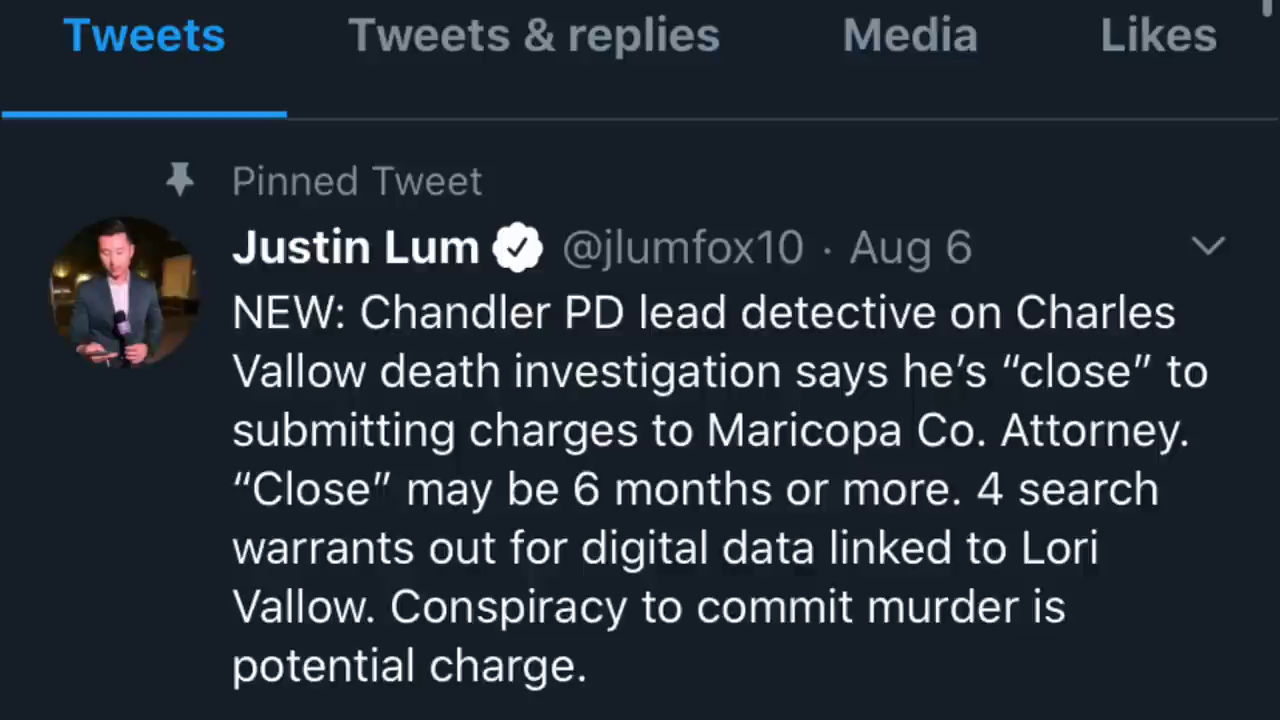 Tweets Tweets & replies Media Likes
Pinned Tweet
Justin Lum @jlumfox10 · Aug 6
NEW: Chandler PD lead detective on Charles
Vallow death investigation says he’s “close” to
submitting charges to Maricopa Co. Attorney.
“Close” may be 6 months or more. 4 search
warrants out for digital data linked to Lori
Vallow. Conspiracy to commit murder is
potential charge.